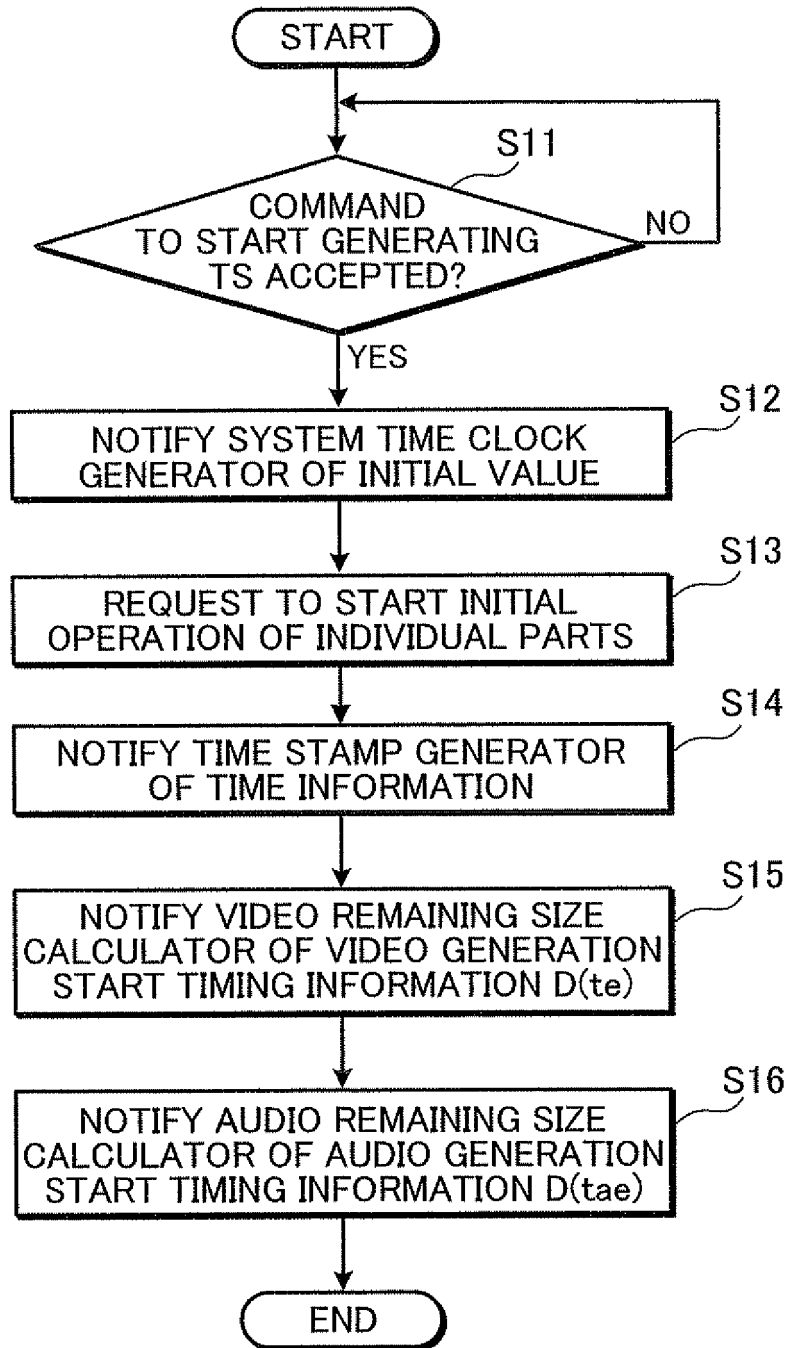 START
S11
COMMAND
TO START GENERATING
TS ACCEPTED?
NO
YES
S12
NOTIFY SYSTEM TIME CLOCK
GENERATOR OF INITIAL VALUE
S13
REQUEST TO START INITIAL
OPERATION OF INDIVIDUAL PARTS
S14
NOTIFY TIME STAMP GENERATOR
OF TIME INFORMATION
S15
NOTIFY VIDEO REMAINING SIZE
CALCULATOR OF VIDEO GENERATION
START TIMING INFORMATION D(te)
S16
NOTIFY AUDIO REMAINING SIZE
CALCULATOR OF AUDIO GENERATION
START TIMING INFORMATION D(tae)
END